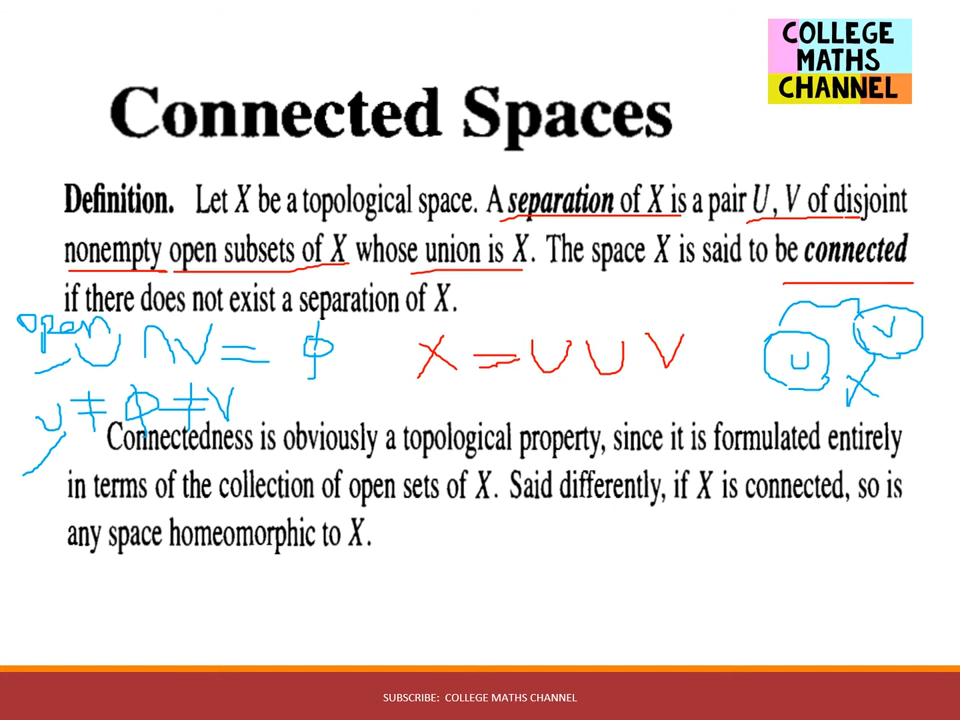 COLLEGE
MATHS
CHANNEL
Connected Spaces
Definition. Let X be a topological space. A separation of X is a pair U, V of disjoint
nonempty open subsets of X whose union is X. The space X is said to be connected
if there does not exist a separation of X.
open
U ∩ V = ϕ
X = U U V
U
V
X
U ≠ ϕ ≠ V
Connectedness is obviously a topological property, since it is formulated entirely
in terms of the collection of open sets of X. Said differently, if X is connected, so is
any space homeomorphic to X.
SUBSCRIBE: COLLEGE MATHS CHANNEL